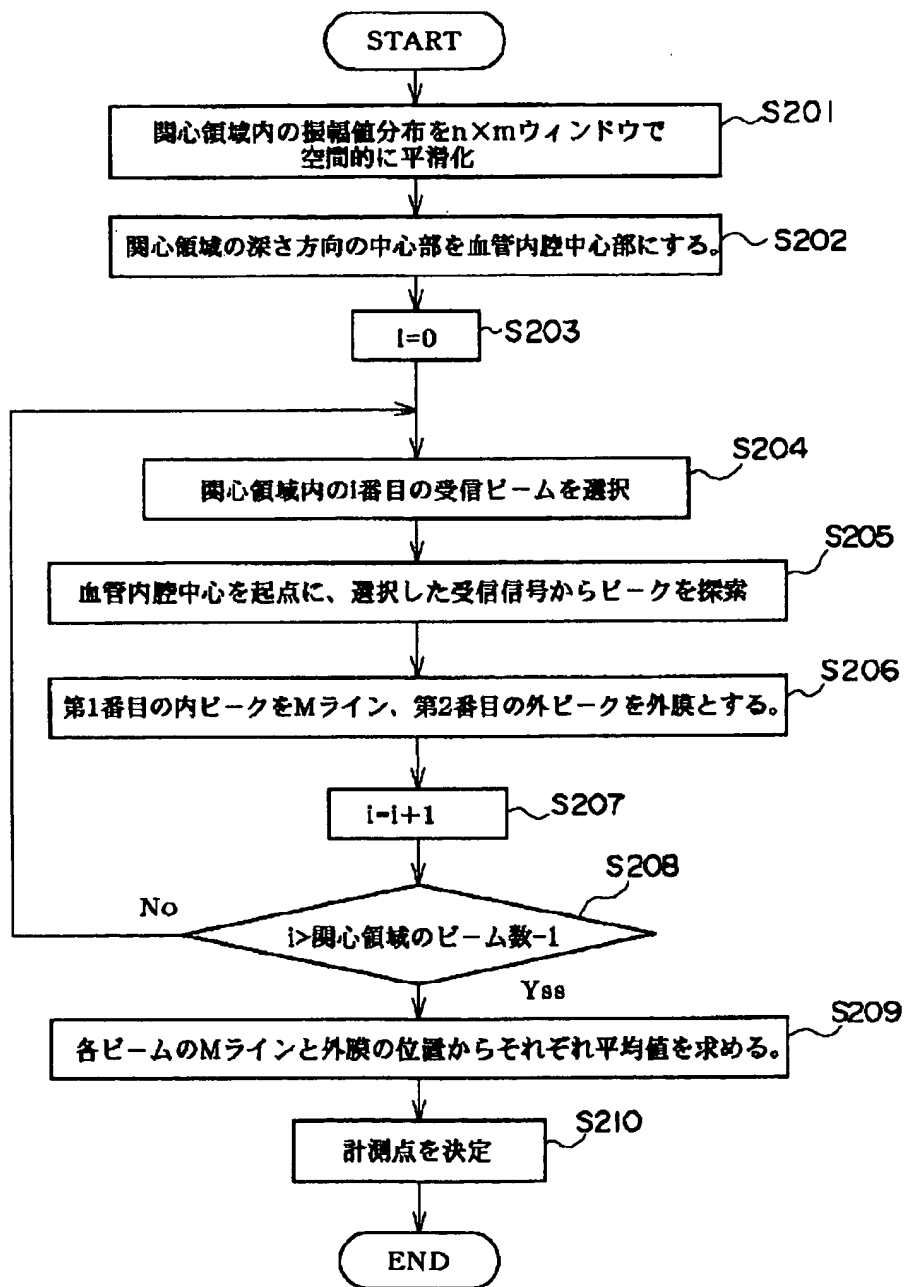 START
関心領域内の振幅値分布をn×mウィンドウで
空間的に平滑化
S201
関心領域の深さ方向の中心部を血管内腔中心部にする。
S202
i=0
S203
S204
関心領域内のi番目の受信ビームを選択
S205
血管内腔中心を起点に、選択した受信信号からピークを探索
S206
第1番目の内ピークをMライン、第2番目の外ピークを外膜とする。
i=i+1
S207
S208
No
i>関心領域のビーム数-1
Yss
S209
各ビームのMラインと外膜の位置からそれぞれ平均値を求める。
S210
計測点を決定
END